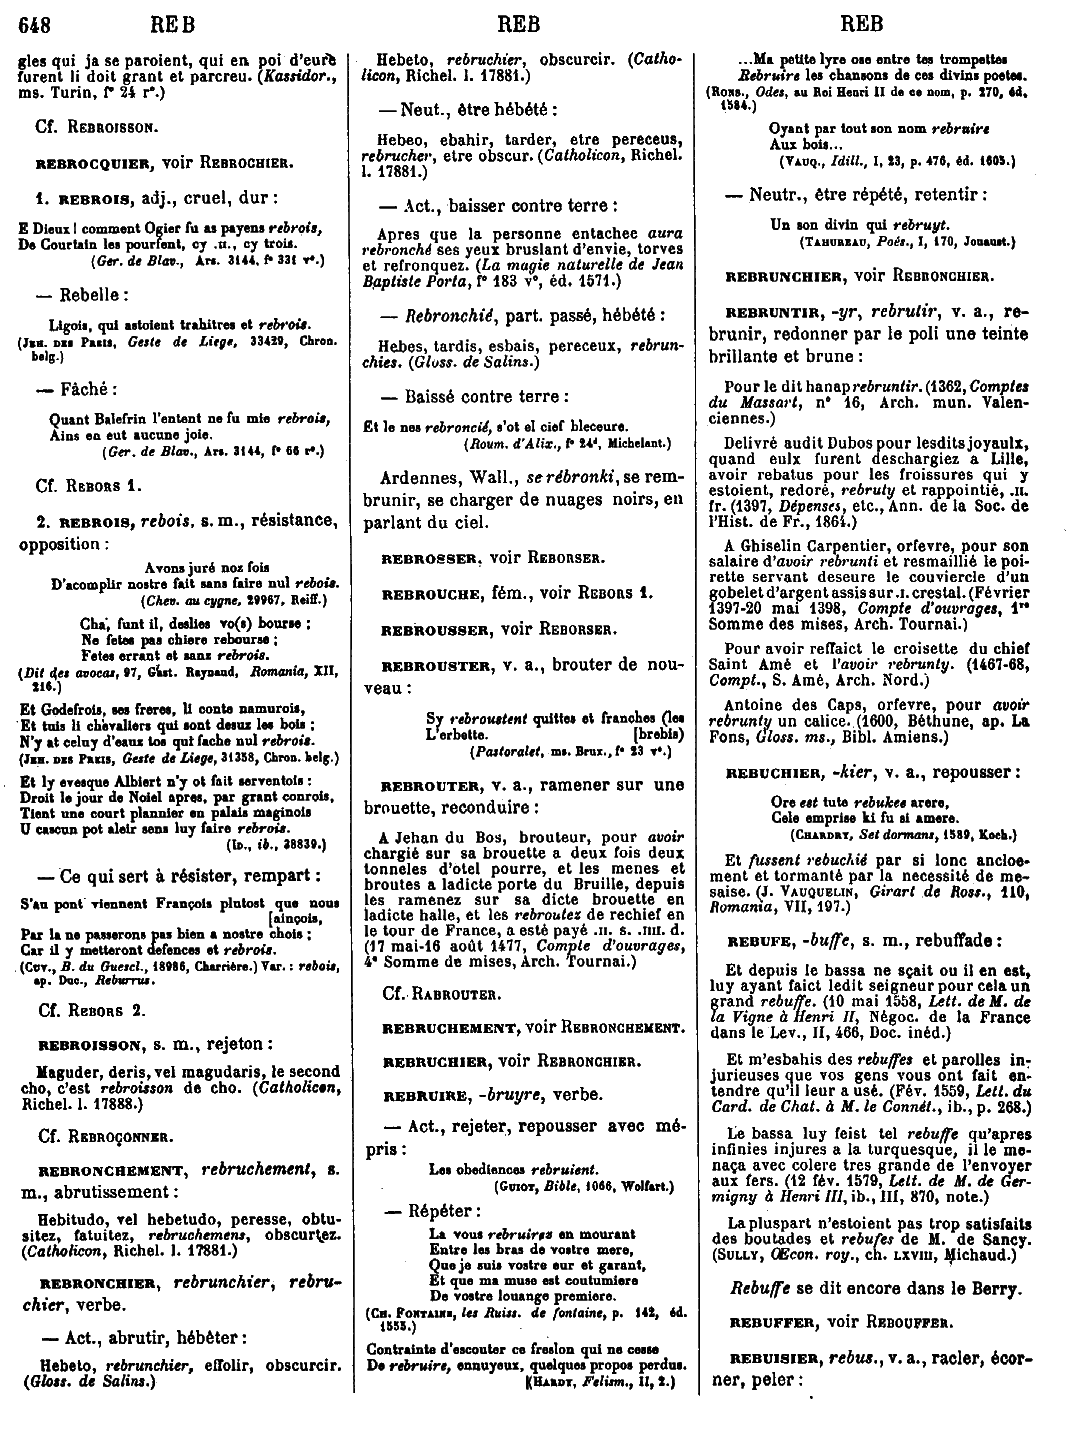 648 REB REB REB
gles qui ja se paroient, qui en poi d'eure
furent li doit grant et parcreu. (Kassidor.,
ms. Turin, f° 24 r°.)
Cf. REBROISSON.
REBROCQUIER, voir REBROCHIER.
1. REBROIS, adj., cruel, dur :
E Dieux ! comment Ogier fu as payens rebrois,
De Courtain les pourfent, cy .II., cy trois.
(Ger. de Blav., Ars. 3144, f° 331 v°.)
— Rebelle :
Ligois, qui astoient trahitres et rebrois.
(JEH. DES PREIS, Geste de Liege, 33429, Chron.
belg.)
— Fâché :
Quant Balefrin l'entent ne fu mie rebrois,
Ains en eut aucune joie.
(Ger. de Blav., Ars. 3144, f° 66 r°.)
Cf. REBORS 1.
2. REBROIS, rebois, s. m., résistance,
opposition :
Avons juré noz fois
D'acomplir nostre fait sans faire nul rebois.
(Chev. au cygne, 29967, Reiff.)
Cha, funt il, deslies vo(s) bourse ;
Ne fetes pas chiere rebourse ;
Fetes errant et sanz rebrois.
(Dit des avocas, 97, Gast. Raynaud, Romania, XII,
216.)
Et Godefrois, ses freres, li conte namurois,
Et tuis li chevaliers qui sont desuz les bois ;
N'y at celuy d'eaux tos qui fache nul rebrois.
(JEH. DES PREIS, Geste de Liege, 31358, Chron. belg.)
Et ly evesque Albiert n'y ot fait serventois :
Droit le jour de Noiel apres, par grant conrois,
Tient une court plannier en palais maginois
U cascun pot aleir sens luy faire rebrois.
(ID., ib., 38839.)
— Ce qui sert à résister, rempart :
S'au pont viennent François plutost que nous
[ainçois,
Par la ne passerons pas bien a nostre chois ;
Car il y metteront defences et rebrois.
(CUV., B. du Guescl., 18986, Charrière.) Var. : rebois,
ap. Duc., Reburrus.
Cf. REBORS 2.
REBROISSON, s. m., rejeton :
Maguder, deris, vel magudaris, le second
cho, c'est rebroisson de cho. (Catholicon,
Richel. l. 17888.)
Cf. REBROÇONNER.
REBRONCHEMENT, rebruchement, s.
m., abrutissement :
Hebitudo, vel hebetudo, peresse, obtu-
sitez, fatuitez, rebruchemens, obscurtez.
(Catholicon, Richel. l. 17881.)
REBRONCHIER, rebrunchier, rebru-
chier, verbe.
— Act., abrutir, hébêter :
Hebeto, rebrunchier, effolir, obscurcir.
(Gloss. de Salins.)
Hebeto, rebruchier, obscurcir. (Catho-
licon, Richel. l. 17881.)
— Neut., être hébété :
Hebeo, ebahir, tarder, etre pereceus,
rebrucher, etre obscur. (Catholicon, Richel.
l. 17881.)
— Act., baisser contre terre :
Apres que la personne entachee aura
rebronché ses yeux bruslant d'envie, torves
et refronquez. (La magie naturelle de Jean
Baptiste Porta, f° 183 v°, éd. 1571.)
— Rebronchié, part. passé, hébété :
Hebes, tardis, esbais, pereceux, rebrun-
chies. (Gloss. de Salins.)
— Baissé contre terre :
Et le nes rebroncié, s'ot el cief bleceure.
(Roum. d'Alix., f° 24ᵈ, Michelant.)
Ardennes, Wall., se rébronki, se rem-
brunir, se charger de nuages noirs, en
parlant du ciel.
REBROSSER, voir REBORSER.
REBROUCHE, fém., voir REBORS 1.
REBROUSSER, voir REBORSER.
REBROUSTER, v. a., brouter de nou-
veau :
Sy rebroustent quittes et franches (les
L'erbette. [brebis)
(Pastoralet, ms. Brux., f° 23 v°.)
REBROUTER, v. a., ramener sur une
brouette, reconduire :
A Jehan du Bos, brouteur, pour avoir
chargié sur sa brouette a deux fois deux
tonneles d'otel pourre, et les menes et
broutes a ladicte porte du Bruille, depuis
les ramenez sur sa dicte brouette en
ladicte halle, et les rebroutez de rechief en
le tour de France, a esté payé .II. s. .IIII. d.
(17 mai-16 août 1477, Compte d'ouvrages,
4ᵉ Somme de mises, Arch. Tournai.)
Cf. RABROUTER.
REBRUCHEMENT, voir REBRONCHEMENT.
REBRUCHIER, voir REBRONCHIER.
REBRUIRE, -bruyre, verbe.
— Act., rejeter, repousser avec mé-
pris :
Les obediences rebruient.
(GUIOT, Bible, 1066, Wolfart.)
— Répéter :
La vous rebruires en mourant
Entre les bras de vostre mere,
Que je suis vostre eur et garant,
Et que ma muse est coutumiere
De vostre louange premiere.
(CH. FONTAINE, les Ruiss. de fontaine, p. 142, éd.
1555.)
Contrainte d'escouter ce freslon qui ne cesse
De rebruire, ennuyeux, quelques propos perdus.
(HARDY, Felism., II, 2.)
...Ma petite lyre ose entre tes trompettes
Rebruire les chansons de ces divins poetes.
(RONS., Odes, au Roi Henri II de ce nom, p. 270, éd.
1584.)
Oyant par tout son nom rebruire
Aux bois...
(VAUQ., Idill., I, 23, p. 476, éd. 1605.)
— Neutr., être répété, retentir :
Un son divin qui rebruyt.
(TAHUREAU, Poés., I, 170, Jouaust.)
REBRUNCHIER, voir REBRONCHIER.
REBRUNTIR, -yr, rebrutir, v. a., re-
brunir, redonner par le poli une teinte
brillante et brune :
Pour le dit hanap rebruntir. (1362, Comptes
du Massart, n° 16, Arch. mun. Valen-
ciennes.)
Delivré audit Dubos pour lesdits joyaulx,
quand eulx furent deschargiez a Lille,
avoir rebatus pour les froissures qui y
estoient, redoré, rebruty et rappointié, .II.
fr. (1397, Dépenses, etc., Ann. de la Soc. de
l'Hist. de Fr., 1864.)
A Ghiselin Carpentier, orfevre, pour son
salaire d'avoir rebrunti et resmaillié le poi-
rette servant deseure le couviercle d'un
gobelet d'argent assis sur .I. crestal. (Février
1397-20 mai 1398, Compte d'ouvrages, 1ʳᵉ
Somme des mises, Arch. Tournai.)
Pour avoir reffaict le croisette du chief
Saint Amé et l'avoir rebrunty. (1467-68,
Compt., S. Amé, Arch. Nord.)
Antoine des Caps, orfevre, pour avoir
rebrunty un calice. (1600, Béthune, ap. La
Fons, Gloss. ms., Bibl. Amiens.)
REBUCHIER, -kier, v. a., repousser :
Ore est tute rebukee arere,
Cele emprise ki fu si amere.
(CHARDRY, Set dormans, 1589, Koch.)
Et fussent rebuchié par si lonc ancloe-
ment et tormanté par la necessité de me-
saise. (J. VAUQUELIN, Girart de Ross., 110,
Romania, VII, 197.)
REBUFE, -buffe, s. m., rebuffade :
Et depuis le bassa ne sçait ou il en est,
luy ayant faict ledit seigneur pour cela un
grand rebuffe. (10 mai 1558, Lett. de M. de
la Vigne à Henri II, Négoc. de la France
dans le Lev., II, 466, Doc. inéd.)
Et m'esbahis des rebuffes et parolles in-
jurieuses que vos gens vous ont fait en-
tendre qu'il leur a usé. (Fév. 1559, Lett. du
Card. de Chat. à M. le Connét., ib., p. 268.)
Le bassa luy feist tel rebuffe qu'apres
infinies injures a la turquesque, il le me-
naça avec colere tres grande de l'envoyer
aux fers. (12 fév. 1579, Lett. de M. de Ger-
migny à Henri III, ib., III, 870, note.)
La pluspart n'estoient pas trop satisfaits
des boutades et rebufes de M. de Sancy.
(SULLY, Œcon. roy., ch. LXVIII, Michaud.)
Rebuffe se dit encore dans le Berry.
REBUFFER, voir REBOUFFER.
REBUISIER, rebus., v. a., racler, écor-
ner, peler :